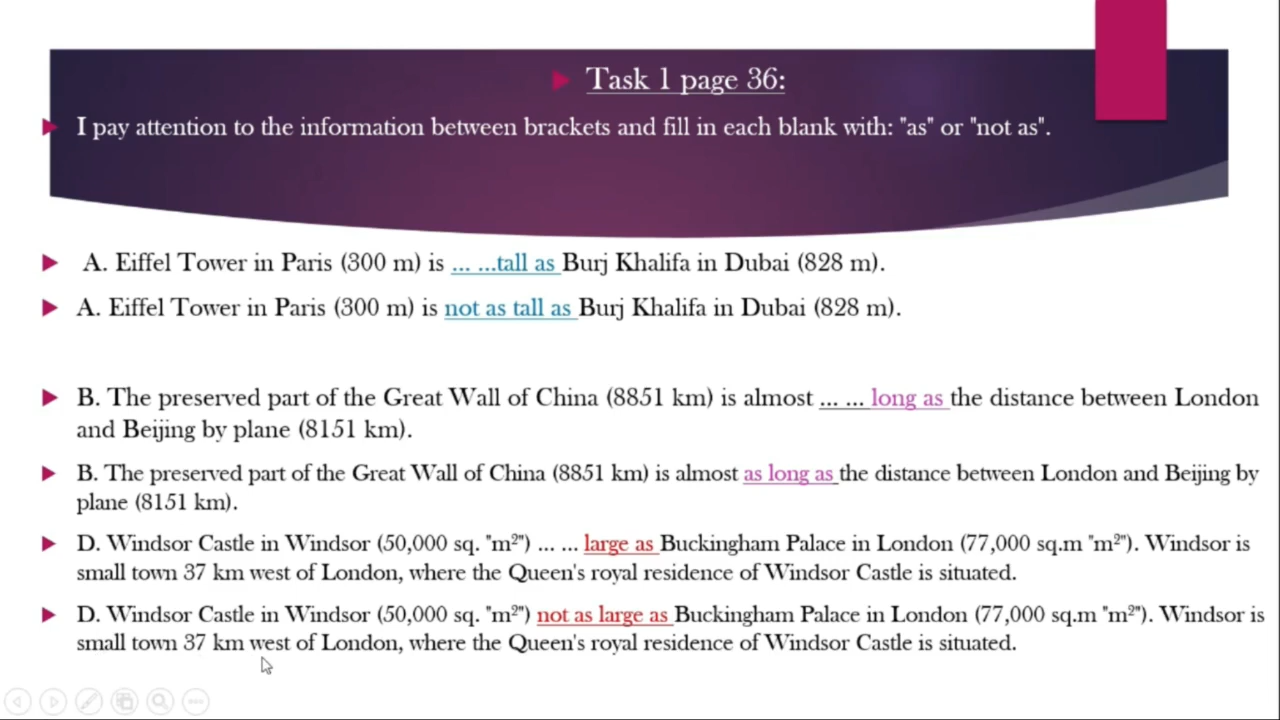 Task 1 page 36:
I pay attention to the information between brackets and fill in each blank with: "as" or "not as".
A. Eiffel Tower in Paris (300 m) is ... ...tall as Burj Khalifa in Dubai (828 m).
A. Eiffel Tower in Paris (300 m) is not as tall as Burj Khalifa in Dubai (828 m).
B. The preserved part of the Great Wall of China (8851 km) is almost ... ... long as the distance between London
and Beijing by plane (8151 km).
B. The preserved part of the Great Wall of China (8851 km) is almost as long as the distance between London and Beijing by
plane (8151 km).
D. Windsor Castle in Windsor (50,000 sq. "m²") ... ... large as Buckingham Palace in London (77,000 sq.m "m²"). Windsor is
small town 37 km west of London, where the Queen's royal residence of Windsor Castle is situated.
D. Windsor Castle in Windsor (50,000 sq. "m²") not as large as Buckingham Palace in London (77,000 sq.m "m²"). Windsor is
small town 37 km west of London, where the Queen's royal residence of Windsor Castle is situated.